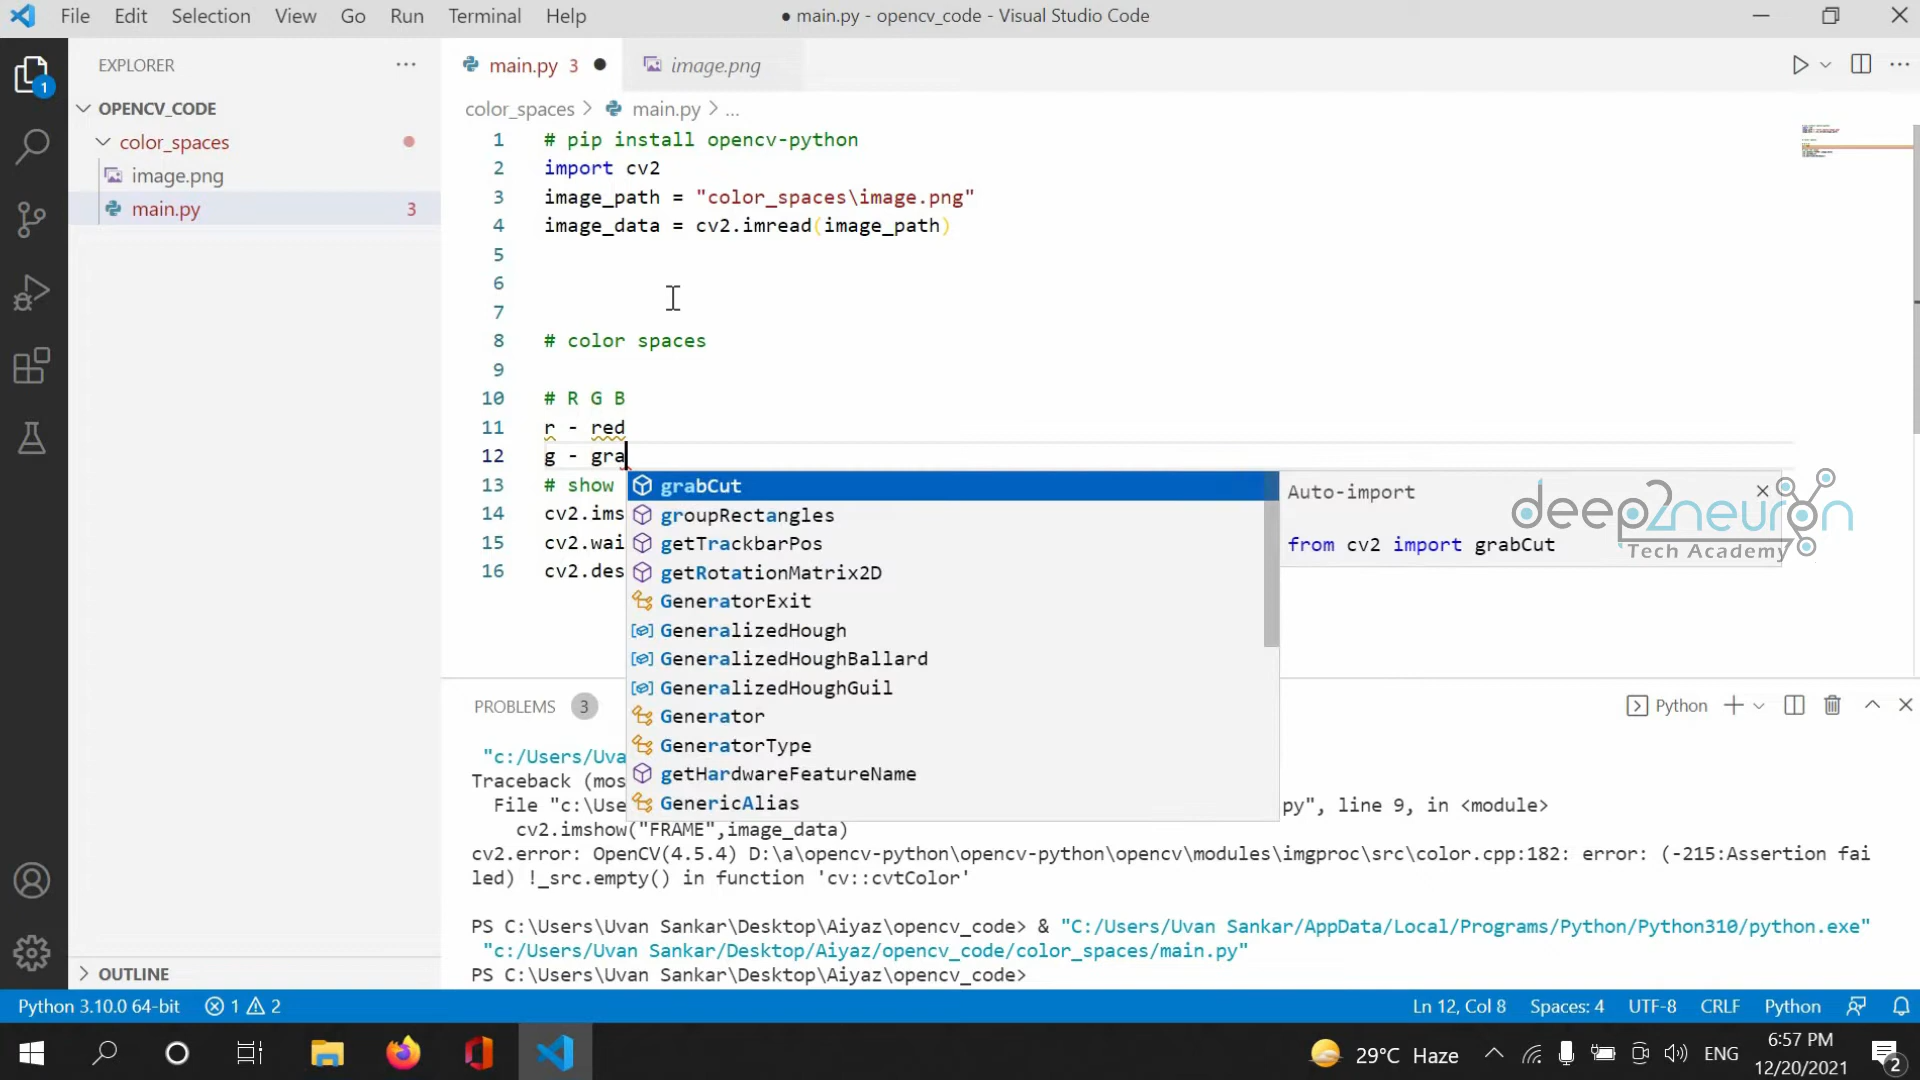 File Edit Selection View Go Run Terminal Help
● main.py - opencv_code - Visual Studio Code
EXPLORER
1
OPENCV_CODE
color_spaces
image.png
main.py 3
OUTLINE
main.py 3 ● image.png
color_spaces > main.py > ...
1 # pip install opencv-python
2 import cv2
3 image_path = "color_spaces\image.png"
4 image_data = cv2.imread(image_path)
5
6
7
8 # color spaces
9
10 # R G B
11 r - red
12 g - gra
13 # show
14 cv2.ims
15 cv2.wai
16 cv2.des
grabCut
groupRectangles
getTrackbarPos
getRotationMatrix2D
GeneratorExit
GeneralizedHough
GeneralizedHoughBallard
GeneralizedHoughGuil
Generator
GeneratorType
getHardwareFeatureName
GenericAlias
Auto-import
from cv2 import grabCut
deep2neuron
Tech Academy
PROBLEMS 3
Python
"c:/Users/Uva
Traceback (mos
File "c:\Use py", line 9, in <module>
cv2.imshow("FRAME",image_data)
cv2.error: OpenCV(4.5.4) D:\a\opencv-python\opencv-python\opencv\modules\imgproc\src\color.cpp:182: error: (-215:Assertion fai
led) !_src.empty() in function 'cv::cvtColor'
PS C:\Users\Uvan Sankar\Desktop\Aiyaz\opencv_code> & "C:/Users/Uvan Sankar/AppData/Local/Programs/Python/Python310/python.exe"
"c:/Users/Uvan Sankar/Desktop/Aiyaz/opencv_code/color_spaces/main.py"
PS C:\Users\Uvan Sankar\Desktop\Aiyaz\opencv_code>
Python 3.10.0 64-bit 1 2
Ln 12, Col 8 Spaces: 4 UTF-8 CRLF Python
29°C Haze ENG 6:57 PM
12/20/2021
2